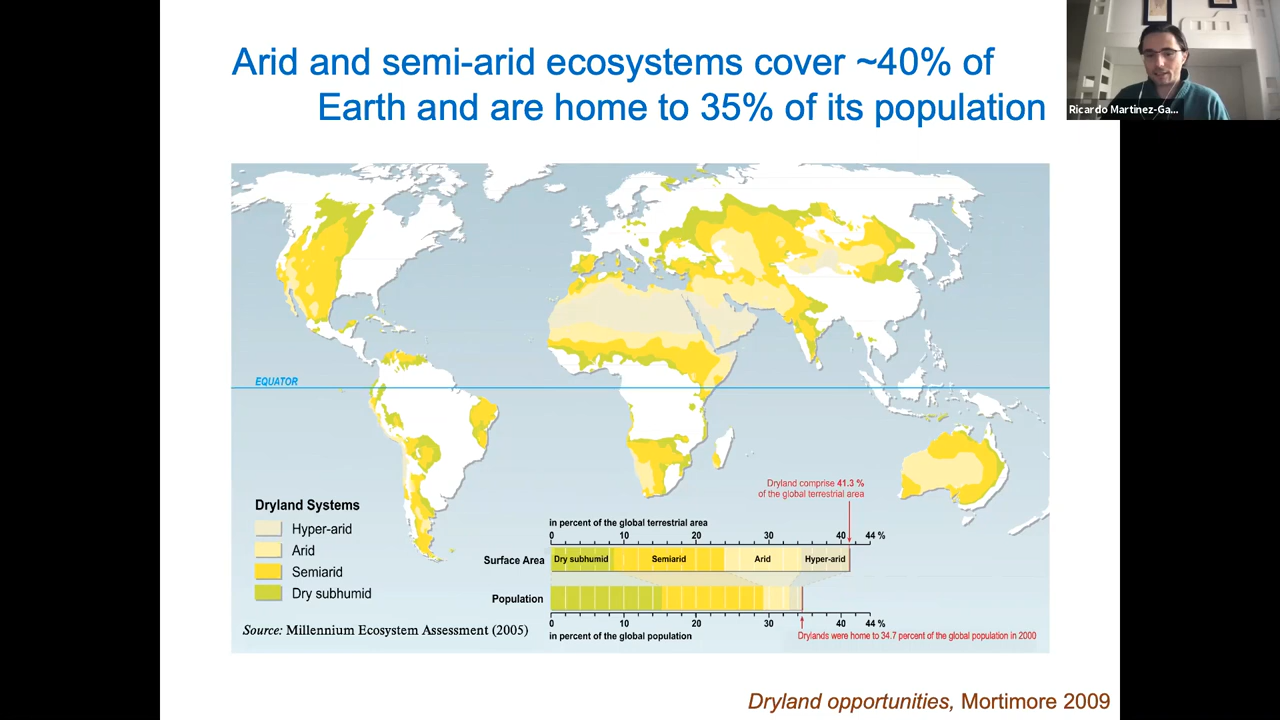 Arid and semi-arid ecosystems cover ~40% of
Earth and are home to 35% of its population
Ricardo Martínez-Ga...
EQUATOR
Dryland comprise 41.3 %
of the global terrestrial area
Dryland Systems
Hyper-arid
Arid
Semiarid
Dry subhumid
Source: Millennium Ecosystem Assessment (2005)
in percent of the global terrestrial area
0 10 20 30 40 44 %
Surface Area Dry subhumid Semiarid Arid Hyper-arid
Population
0 10 20 30 40 44 %
in percent of the global population
Drylands were home to 34.7 percent of the global population in 2000
Dryland opportunities, Mortimore 2009